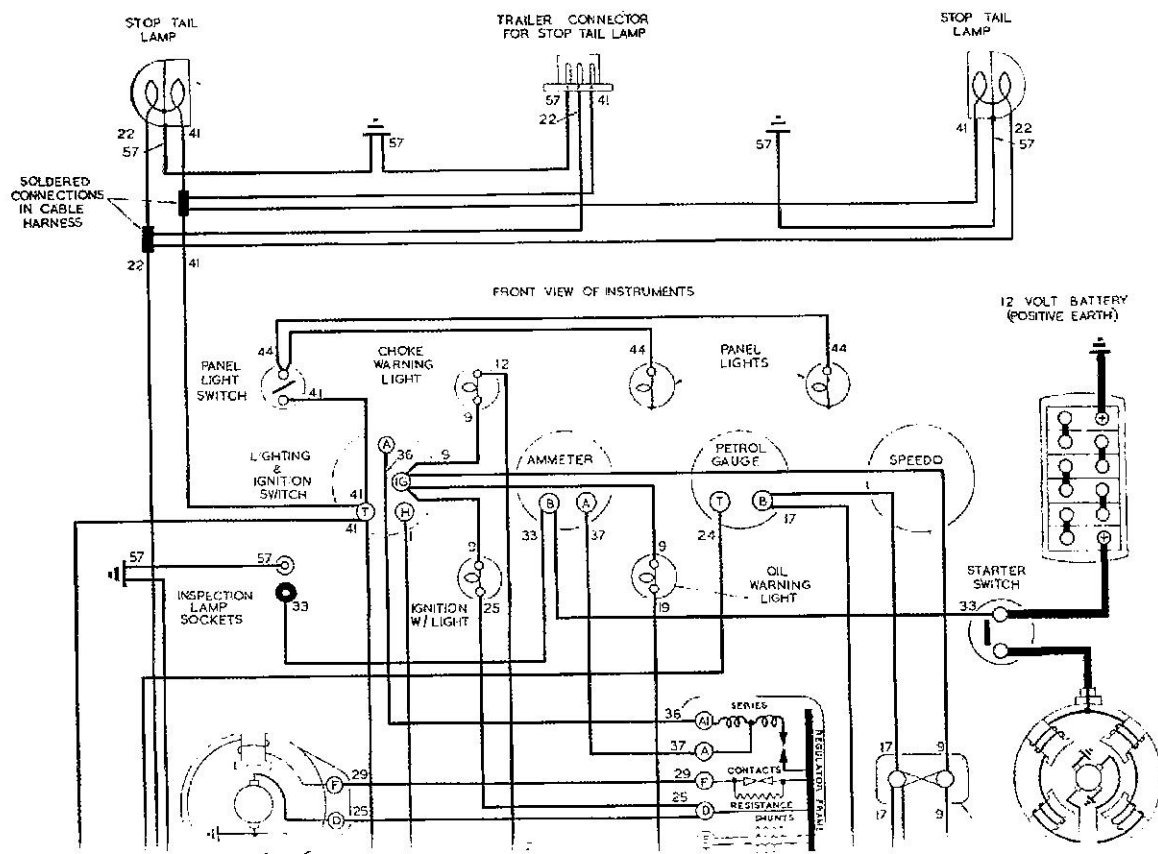 STOP TAIL
LAMP
TRAILER CONNECTOR
FOR STOP TAIL LAMP
STOP TAIL
LAMP
57
41
22
22
41
57
57
57
41
22
57
SOLDERED
CONNECTIONS
IN CABLE
HARNESS
22
41
FRONT VIEW OF INSTRUMENTS
12 VOLT BATTERY
(POSITIVE EARTH)
44
PANEL
LIGHT
SWITCH
41
CHOKE
WARNING
LIGHT
12
9
44
PANEL
LIGHTS
44
+
LIGHTING
&
IGNITION
SWITCH
A
36
9
IG
AMMETER
PETROL
GAUGE
SPEEDO
41
T
41
H
1
B
A
33
37
T
B
24
17
+
57
57
INSPECTION
LAMP
SOCKETS
33
9
IGNITION
W/LIGHT
25
9
19
OIL
WARNING
LIGHT
STARTER
SWITCH
33
36
A1
SERIES
37
A
REGULATOR FRAME
F
29
29
F
CONTACTS
RESISTANCE
D
25
25
D
SHUNTS
E
17
9
17
9